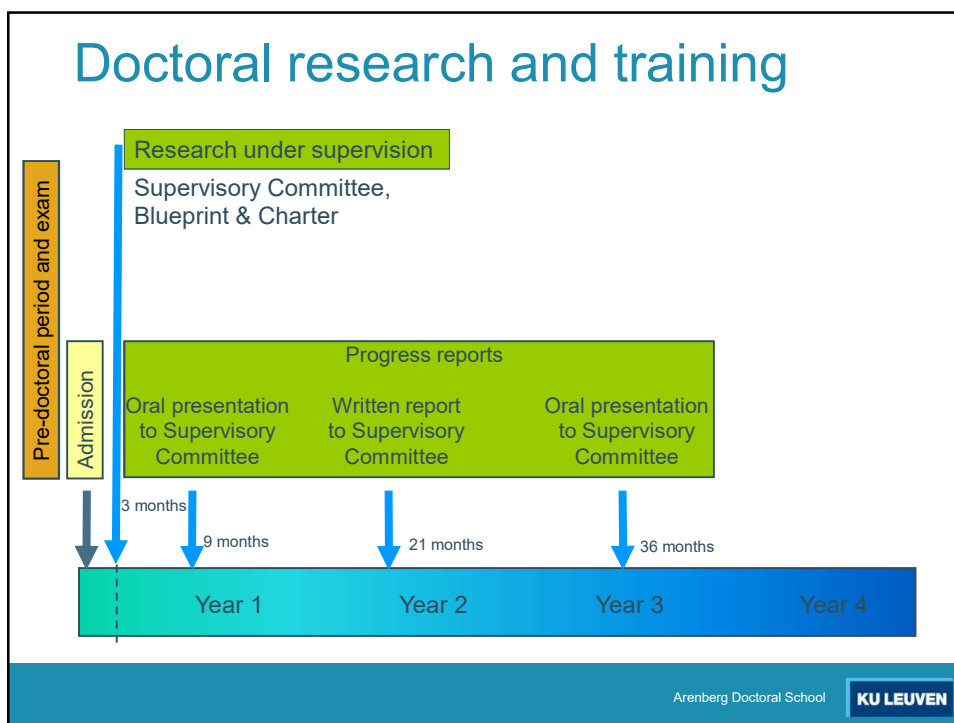 Doctoral research and training
Research under supervision
Supervisory Committee,
Blueprint & Charter
Pre-doctoral period and exam
Admission
Progress reports
Oral presentation
to Supervisory
Committee
Written report
to Supervisory
Committee
Oral presentation
to Supervisory
Committee
3 months
9 months
21 months
36 months
Year 1
Year 2
Year 3
Year 4
Arenberg Doctoral School
KU LEUVEN